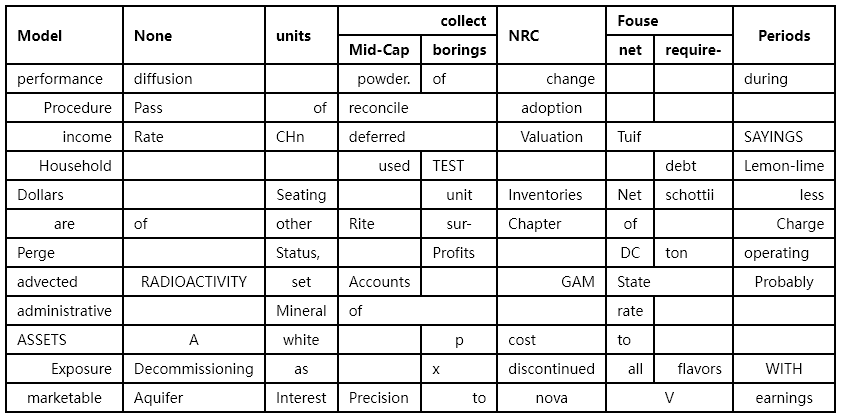 Model None units collect NRC Fouse Periods
Mid-Cap borings net require-
performance diffusion powder. of change during
Procedure Pass of reconcile adoption
income Rate CHn deferred Valuation Tuif SAYINGS
Household used TEST debt Lemon-lime
Dollars Seating unit Inventories Net schottii less
are of other Rite sur- Chapter of Charge
Perge Status, Profits DC ton operating
advected RADIOACTIVITY set Accounts GAM State Probably
administrative Mineral of rate
ASSETS A white p cost to
Exposure Decommissioning as x discontinued all flavors WITH
marketable Aquifer Interest Precision to nova V earnings